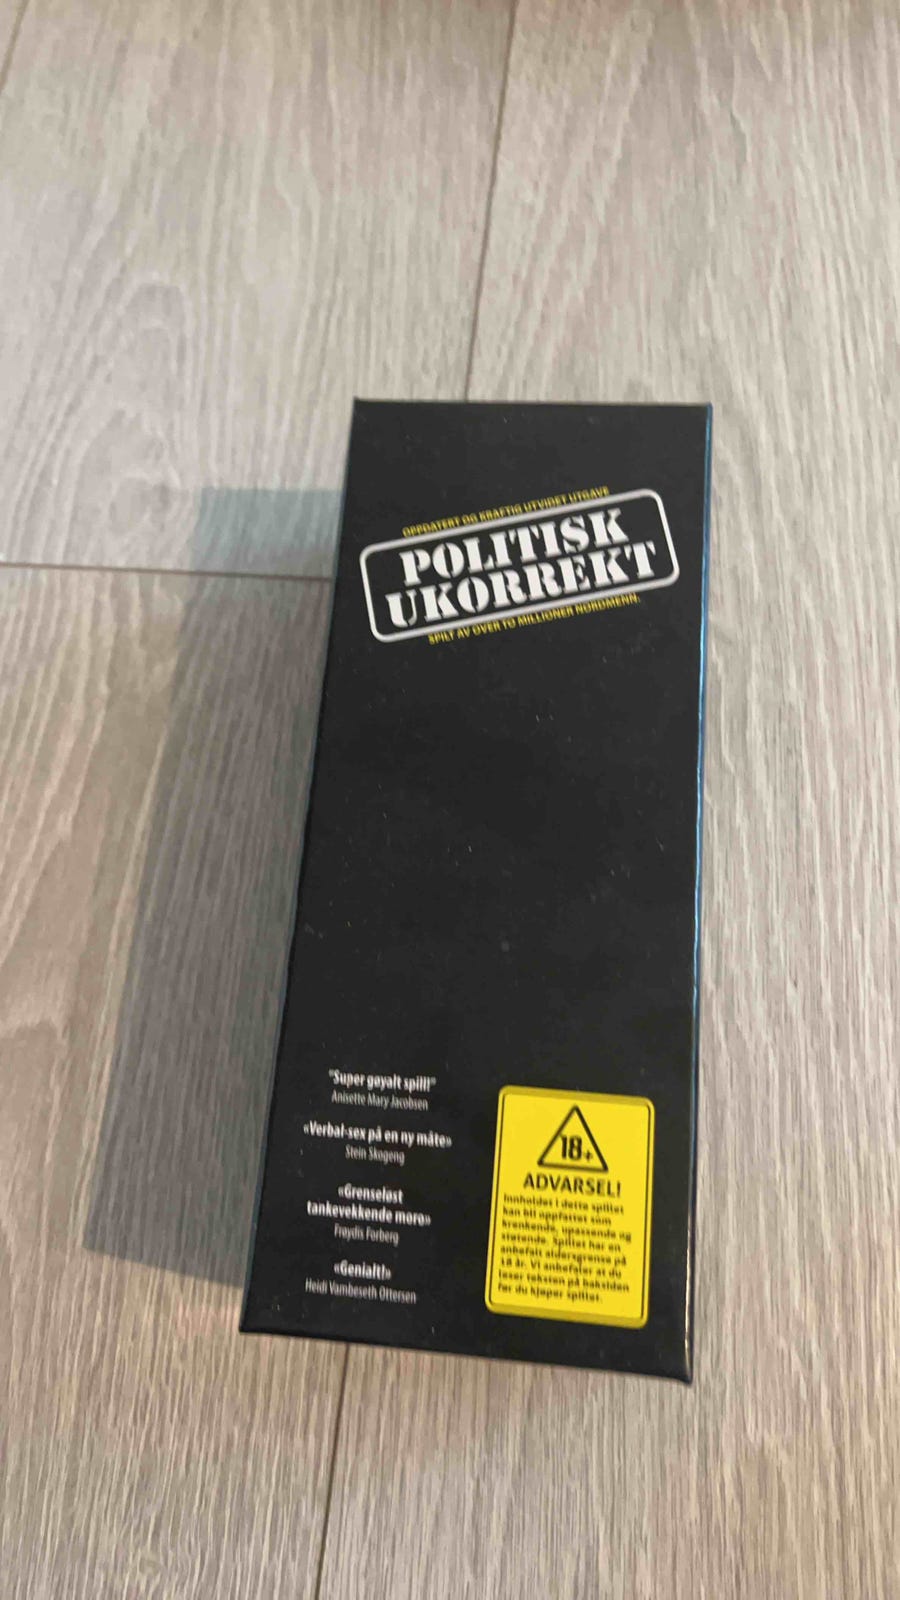 OPPDATERT OG KRAFTIG UTVIDET UTGAVE
POLITISK
UKORREKT
SPILT AV OVER TO MILLIONER NORDMENN.
"Super gøyalt spill!"
Anisette Mary Jacobsen
«Verbal-sex på en ny måte»
Stein Skogeng
«Grenseløst
tankevekkende moro»
Frøydis Forberg
«Genialt!»
Heidi Vambeseth Ottersen
18+
ADVARSEL!
Innholdet i dette spillet
kan bli oppfattet som
krenkende, upassende og
støtende. Spillet har en
anbefalt aldersgrense på
18 år. Vi anbefaler at du
leser teksten på baksiden
før du kjøper spillet.